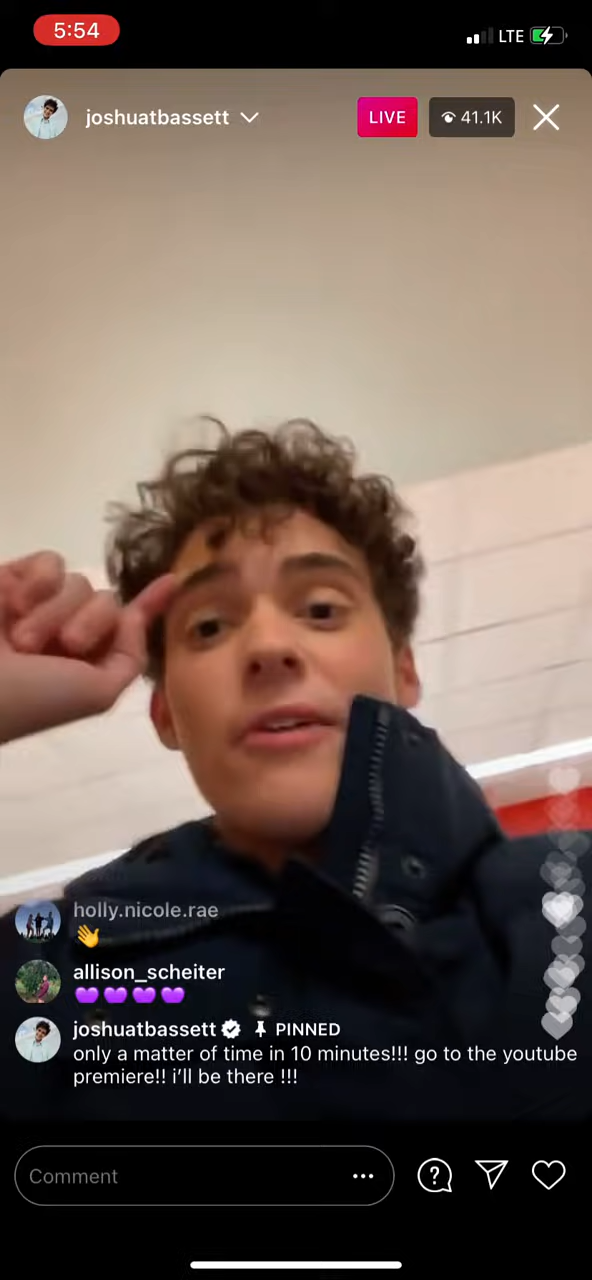 5:54
LTE
joshuatbassett
LIVE
41.1K
holly.nicole.rae
👋
allison_scheiter
💜💜💜💜
joshuatbassett PINNED
only a matter of time in 10 minutes!!! go to the youtube
premiere!! i’ll be there !!!
Comment